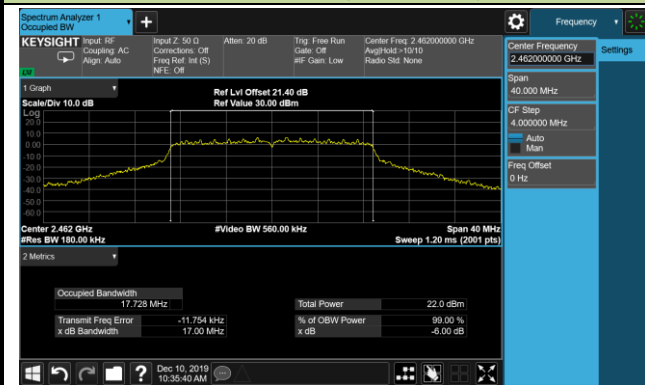 Spectrum Analyzer 1
Occupied BW
Frequency
KEYSIGHT
Input: RF
Coupling: AC
Align: Auto
Input Z: 50 Ω
Corrections: Off
Freq Ref: Int (S)
NFE: Off
Atten: 20 dB
Trig: Free Run
Gate: Off
#IF Gain: Low
Center Freq: 2.462000000 GHz
Avg|Hold:>10/10
Radio Std: None
Center Frequency
2.462000000 GHz
Settings
Span
40.000 MHz
CF Step
4.000000 MHz
Auto
Man
Freq Offset
0 Hz
1 Graph
Scale/Div 10.0 dB
Ref Lvl Offset 21.40 dB
Ref Value 30.00 dBm
Log
20.0
10.0
0.00
-10.0
-20.0
-30.0
-40.0
-50.0
-60.0
Center 2.462 GHz
#Res BW 180.00 kHz
#Video BW 560.00 kHz
Span 40 MHz
Sweep 1.20 ms (2001 pts)
2 Metrics
Occupied Bandwidth
17.728 MHz
Total Power 22.0 dBm
Transmit Freq Error -11.754 kHz
% of OBW Power 99.00 %
x dB Bandwidth 17.00 MHz
x dB -6.00 dB
?
Dec 10, 2019
10:35:40 AM